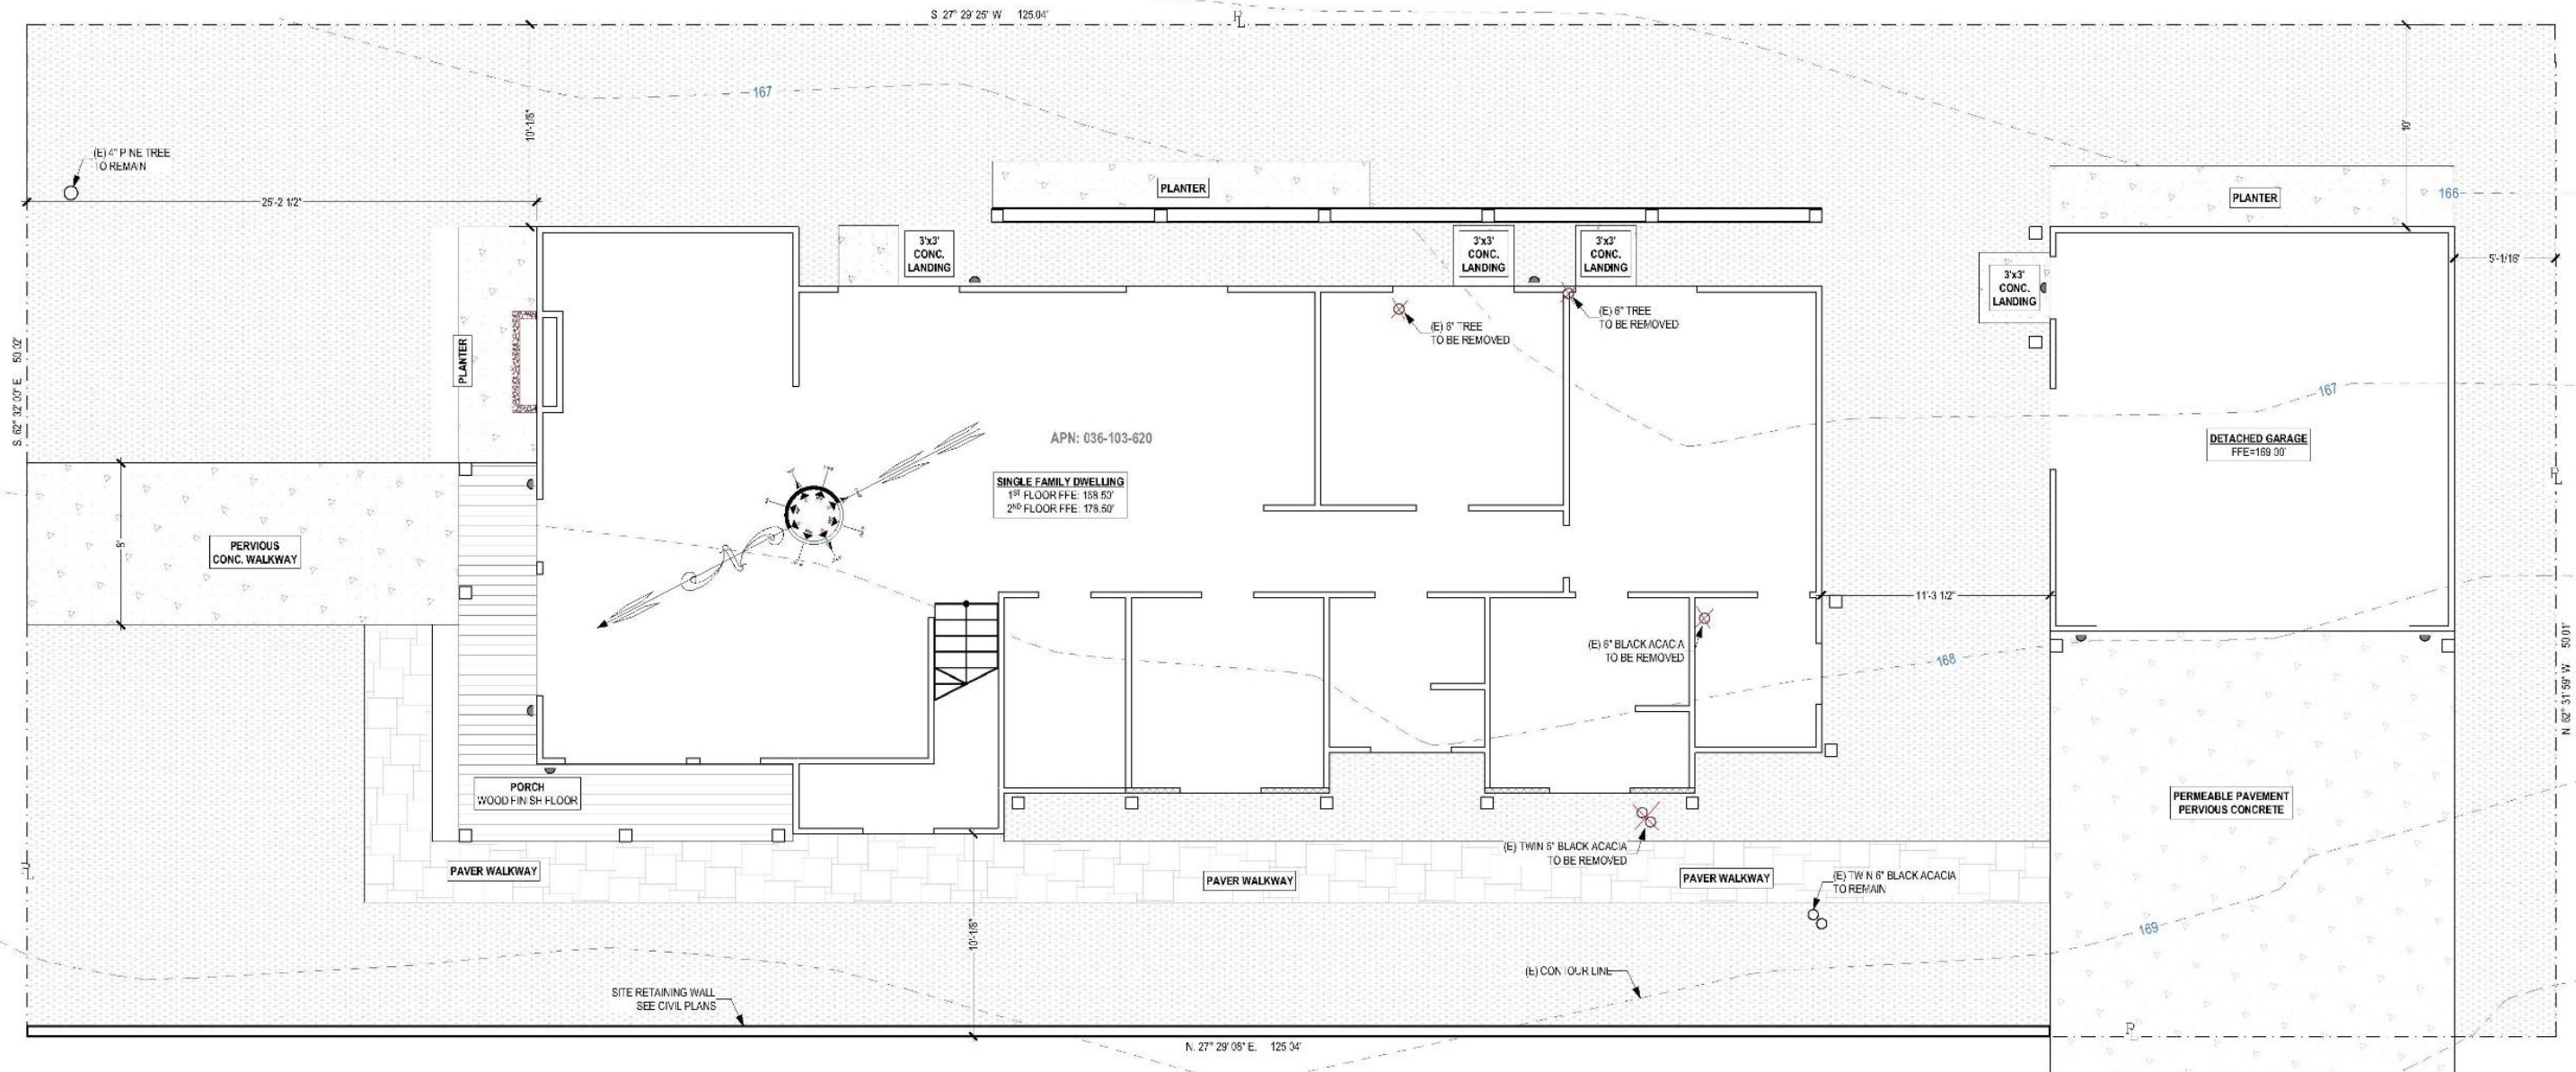 S. 27° 29' 25" W 125.04'
PL
167
10'-1/8"
10'
(E) 4" PINE TREE
TO REMAIN
25'-2 1/2"
PLANTER
PLANTER
166
3'x3'
CONC.
LANDING
3'x3'
CONC.
LANDING
3'x3'
CONC.
LANDING
3'x3'
CONC.
LANDING
5'-1/16"
(E) 6" TREE
TO BE REMOVED
(E) 6" TREE
TO BE REMOVED
PLANTER
S. 62° 32' 00" E 50.02'
167
APN: 036-103-620
DETACHED GARAGE
FFE=169.00'
SINGLE FAMILY DWELLING
1ST FLOOR FFE: 168.50'
2ND FLOOR FFE: 178.50'
PL
N
PERVIOUS
CONC. WALKWAY
11'-3 1/2"
(E) 6" BLACK ACACIA
TO BE REMOVED
168
N 62° 31' 59" W 50.01'
PORCH
WOOD FINISH FLOOR
PERMEABLE PAVEMENT
PERVIOUS CONCRETE
(E) TWIN 6" BLACK ACACIA
TO BE REMOVED
PL
PAVER WALKWAY
PAVER WALKWAY
PAVER WALKWAY
(E) TWIN 6" BLACK ACACIA
TO REMAIN
10'-1/8"
169
(E) CONTOUR LINE
SITE RETAINING WALL
SEE CIVIL PLANS
N. 27° 29' 08" E. 125.04'